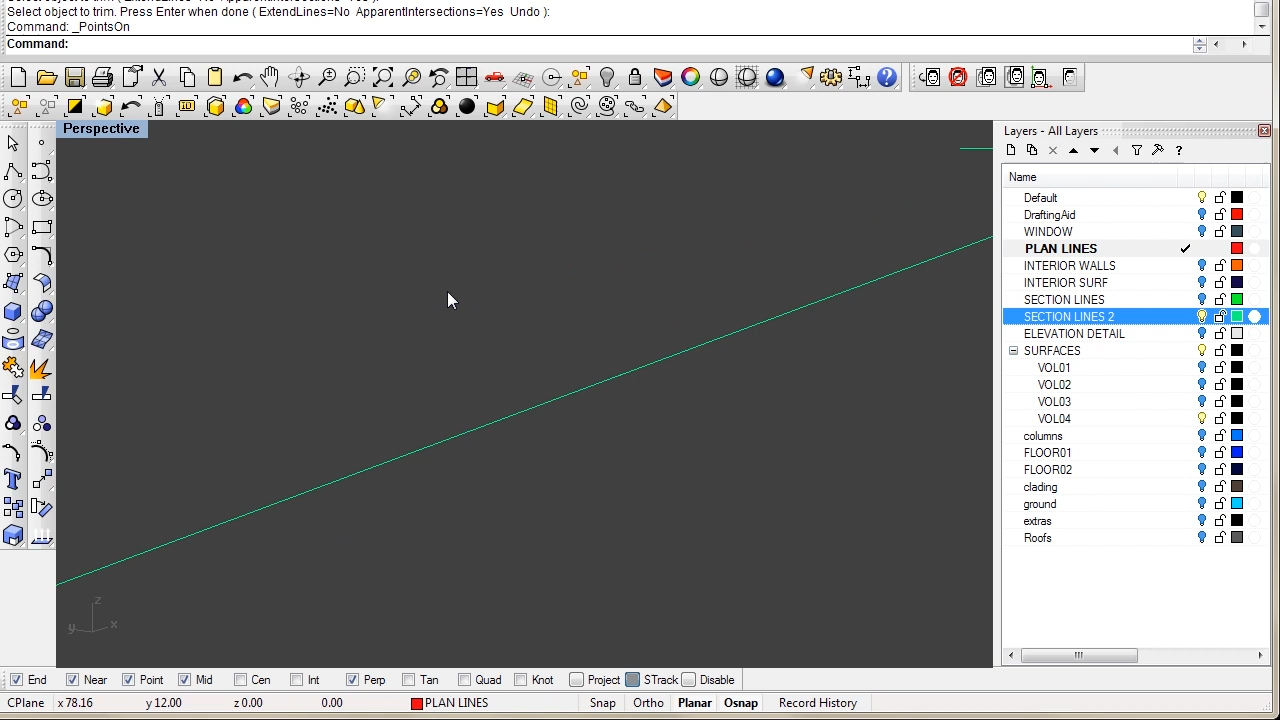 Select object to trim. Press Enter when done ( ExtendLines=No  ApparentIntersections=Yes  Undo ):
Command: _PointsOn
Command:
Perspective
z
y x
Layers - All Layers
Name
Default
DraftingAid
WINDOW
PLAN LINES
INTERIOR WALLS
INTERIOR SURF
SECTION LINES
SECTION LINES 2
ELEVATION DETAIL
SURFACES
VOL01
VOL02
VOL03
VOL04
columns
FLOOR01
FLOOR02
clading
ground
extras
Roofs
End Near Point Mid Cen Int Perp Tan Quad Knot Project STrack Disable
CPlane x 78.16 y 12.00 z 0.00 0.00 PLAN LINES Snap Ortho Planar Osnap Record History